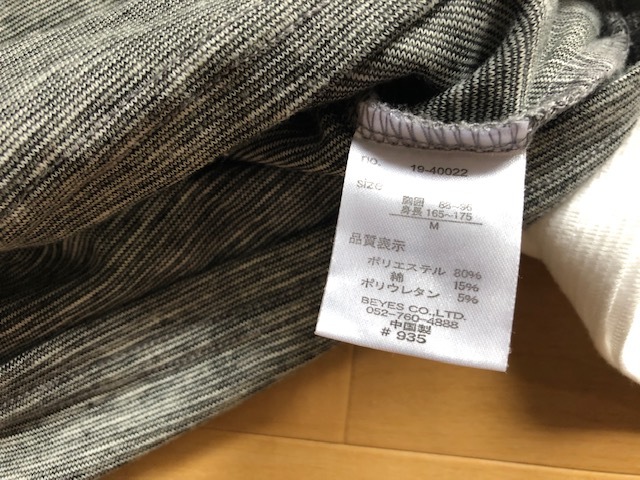 no. 19-40022
size
胸囲 88~96
身長 165~175
M
品質表示
ポリエステル 80%
綿 15%
ポリウレタン 5%
BEYES CO.,LTD.
052-760-4888
中国製
# 935